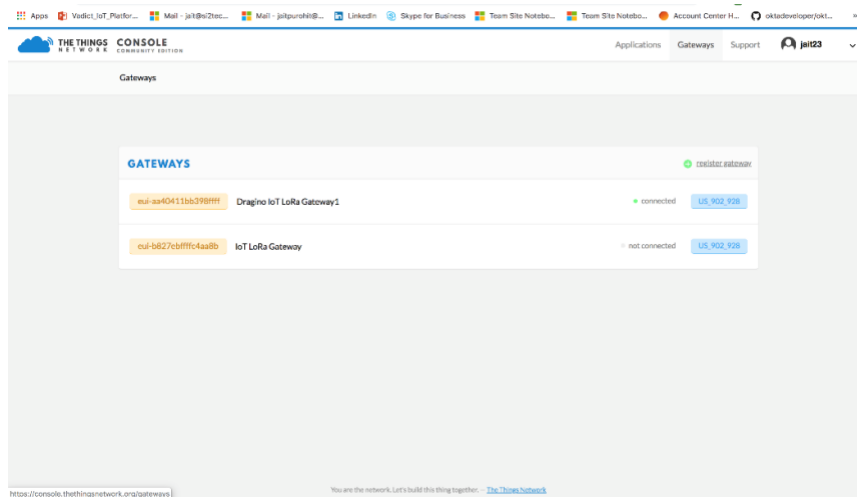 Apps Vadict_IoT_Platfor... Mail - jait@si2tec... Mail - jaitpurohit@... LinkedIn Skype for Business Team Site Notebo... Team Site Notebo... Account Center H... oktadeveloper/okt... »
THE THINGS NETWORK CONSOLE COMMUNITY EDITION Applications Gateways Support jait23
Gateways
GATEWAYS register gateway
eui-aa40411bb398ffff Dragino IoT LoRa Gateway1 connected US_902_928
eui-b827ebffffc4aa8b IoT LoRa Gateway not connected US_902_928
You are the network. Let's build this thing together. — The Things Network
https://console.thethingsnetwork.org/gateways